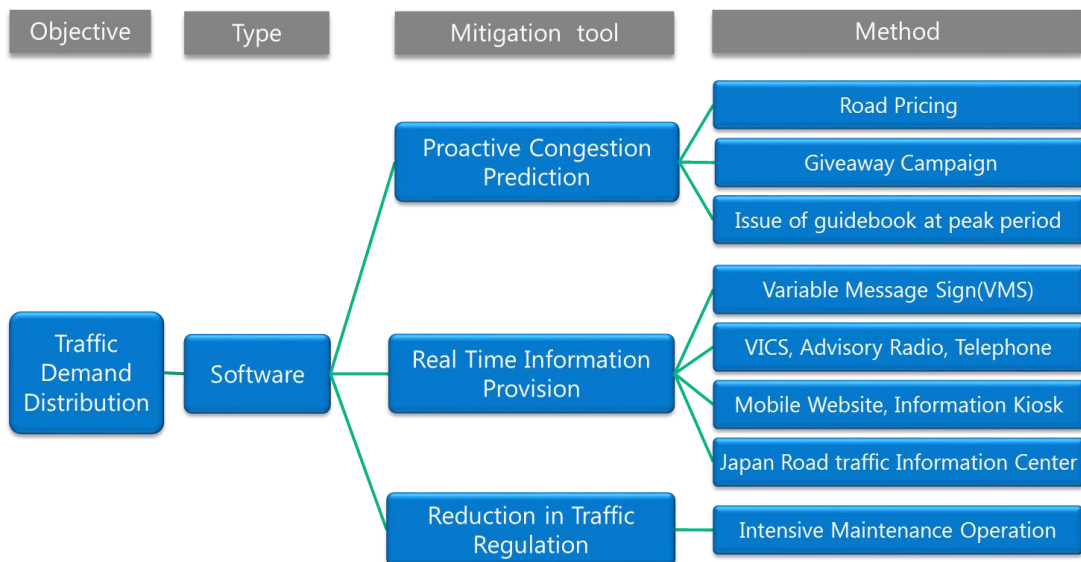 Objective
Type
Mitigation tool
Method
Traffic
Demand
Distribution
Software
Proactive Congestion
Prediction
Road Pricing
Giveaway Campaign
Issue of guidebook at peak period
Real Time Information
Provision
Variable Message Sign(VMS)
VICS, Advisory Radio, Telephone
Mobile Website, Information Kiosk
Japan Road traffic Information Center
Reduction in Traffic
Regulation
Intensive Maintenance Operation